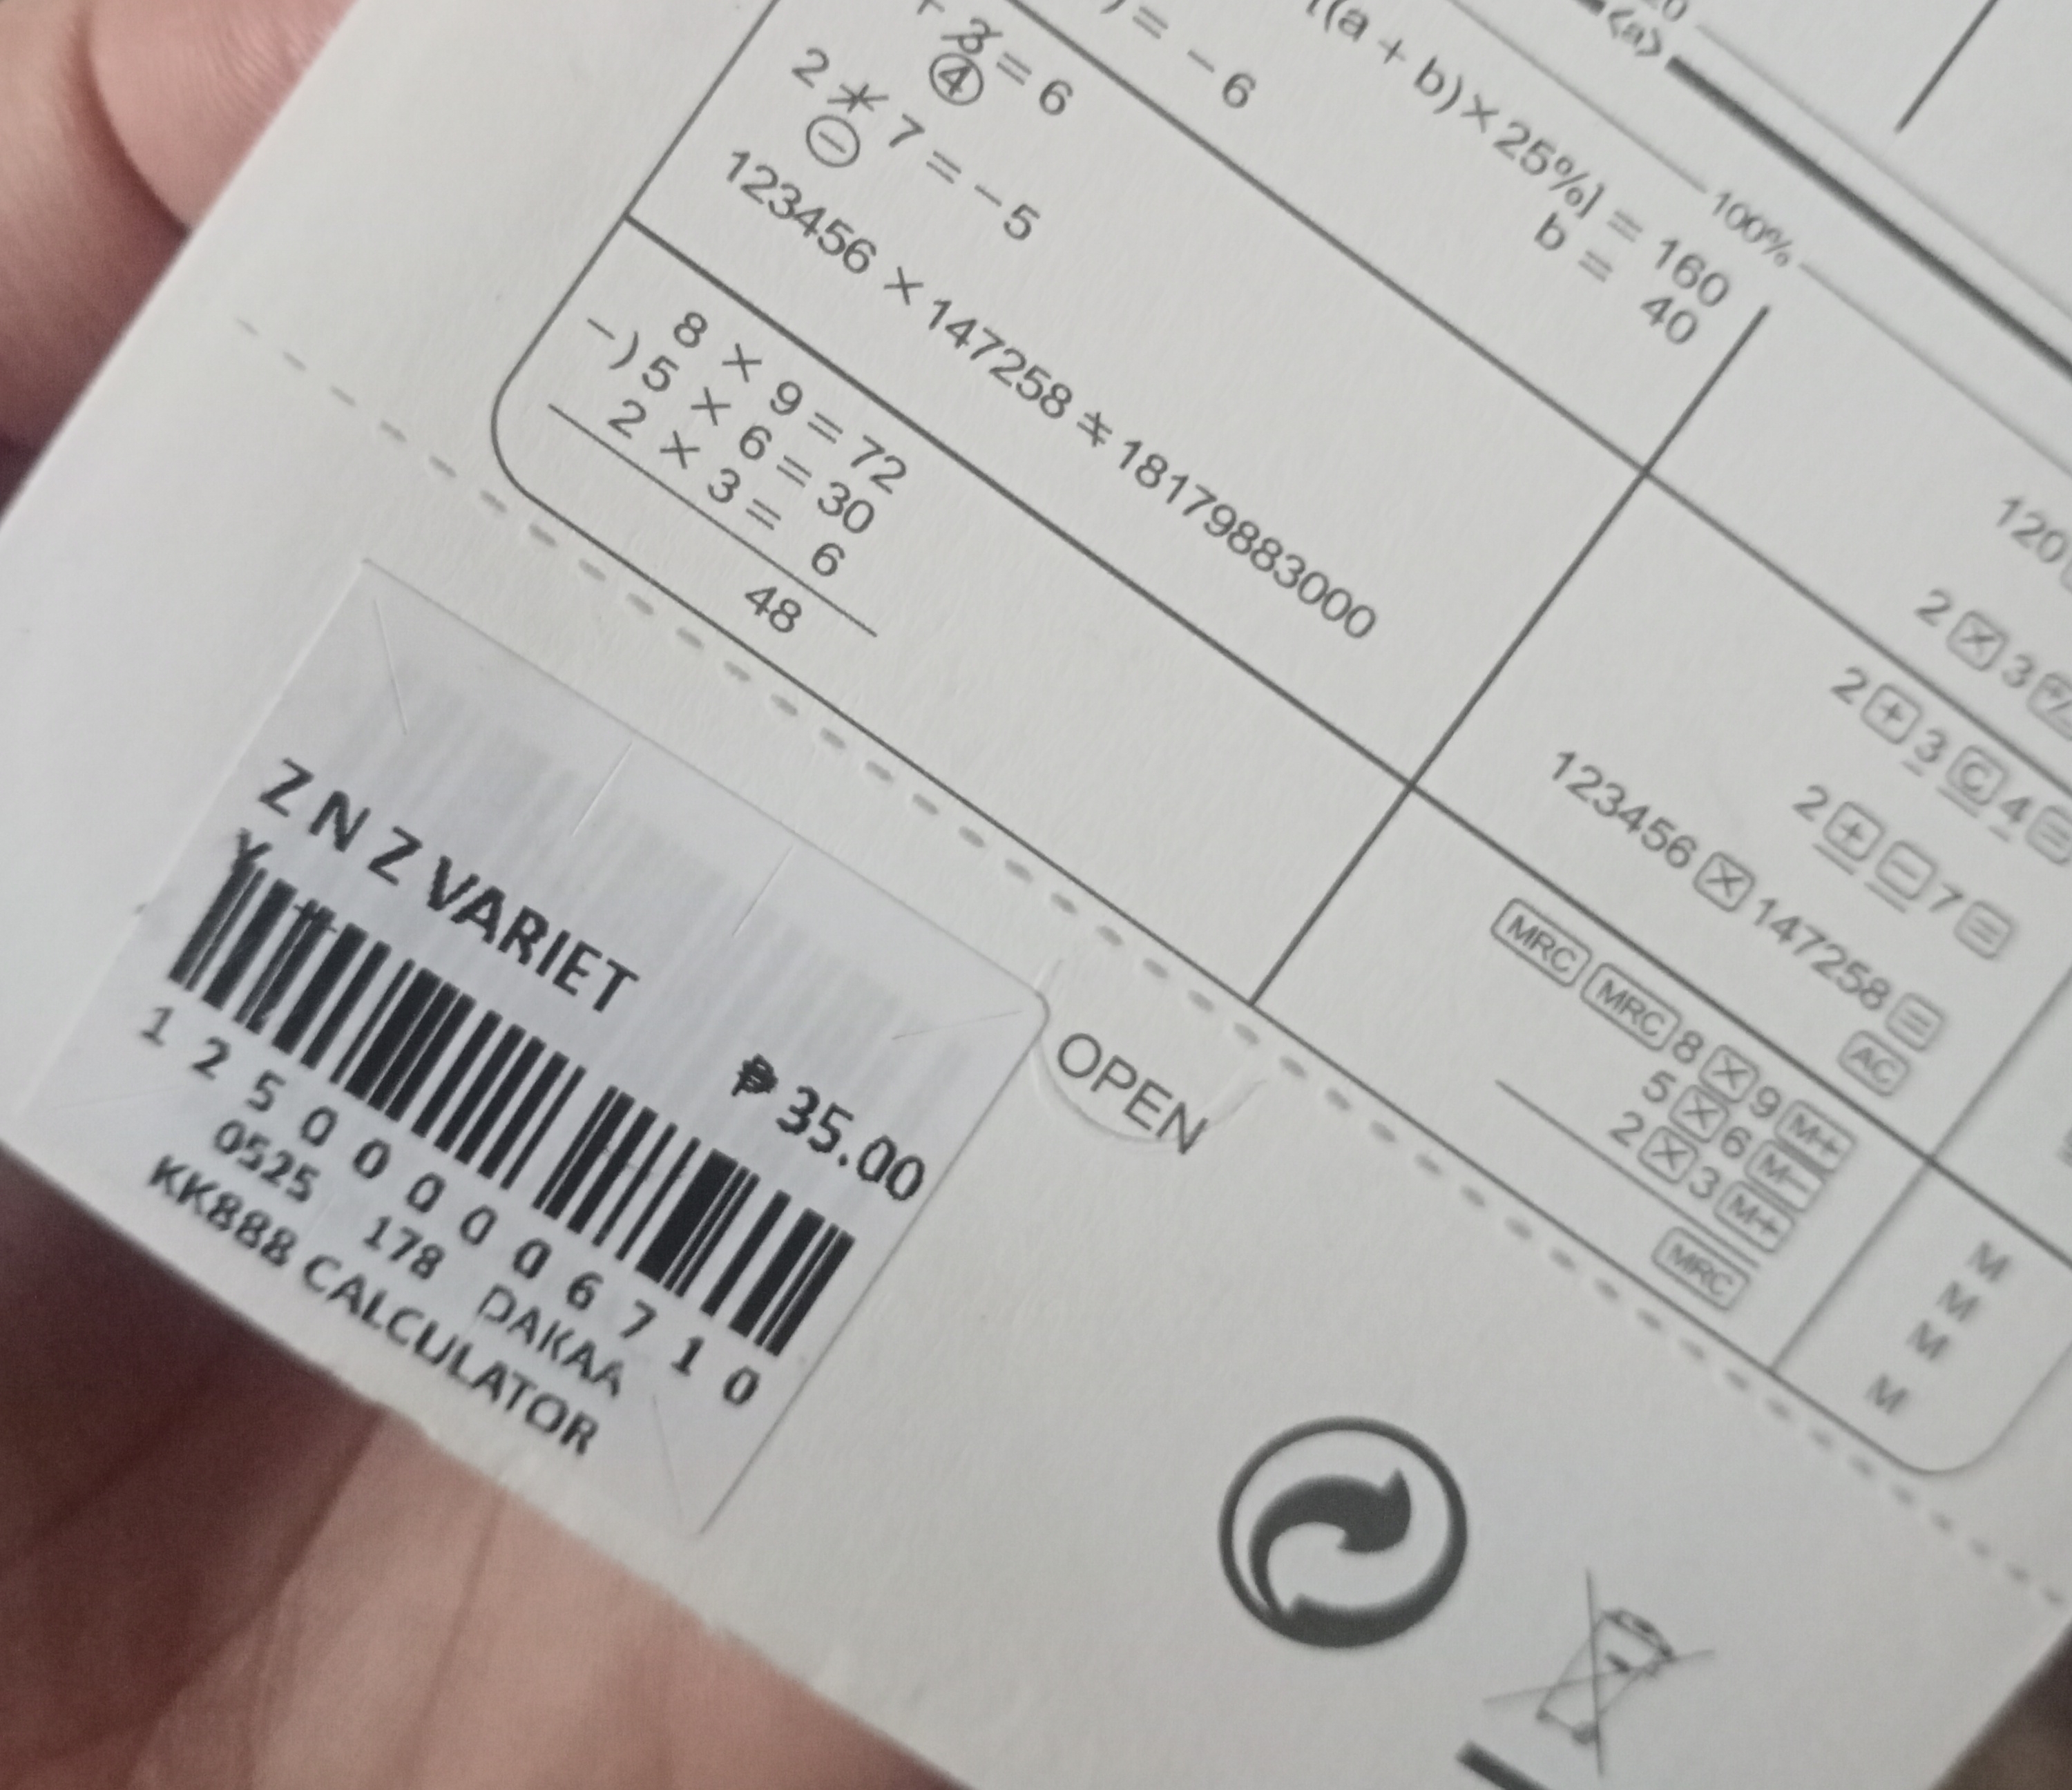 3 = 6
④
) = - 6
((a + b) × 25%] = 160
b = 40
100%
<a>
2 * 7 = - 5
⊖
123456 × 147258 ≒ 18179883000
8 × 9 = 72
-) 5 × 6 = 30
2 × 3 = 6
48
120
2 × 3
2 + 3 C 4 =
2 + - 7 =
123456 × 147258 =
AC
MRC MRC 8 × 9 M+
5 × 6 M-
2 × 3 M+
MRC
M
M
M
M
OPEN
Z N Z VARIET
Y
₱ 35.00
1 2 5 0 0 0 0 0 6 7 1 0
0525 178 DAKAA
KK888 CALCULATOR